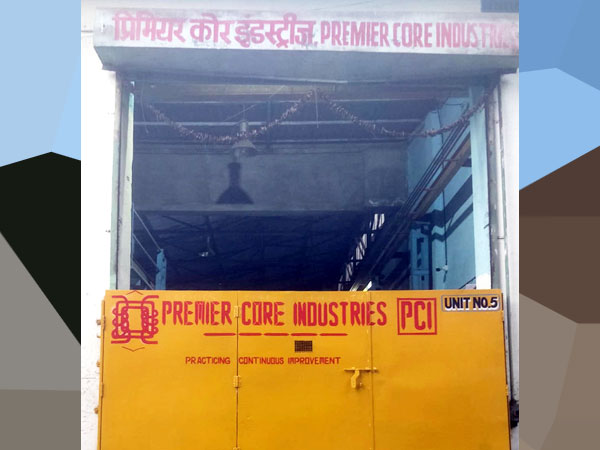 प्रिमियर कोर इंडस्ट्रीज PREMIER CORE INDUSTRIES
PREMIER CORE INDUSTRIES PCI UNIT NO.5
PRACTICING CONTINUOUS IMPROVEMENT